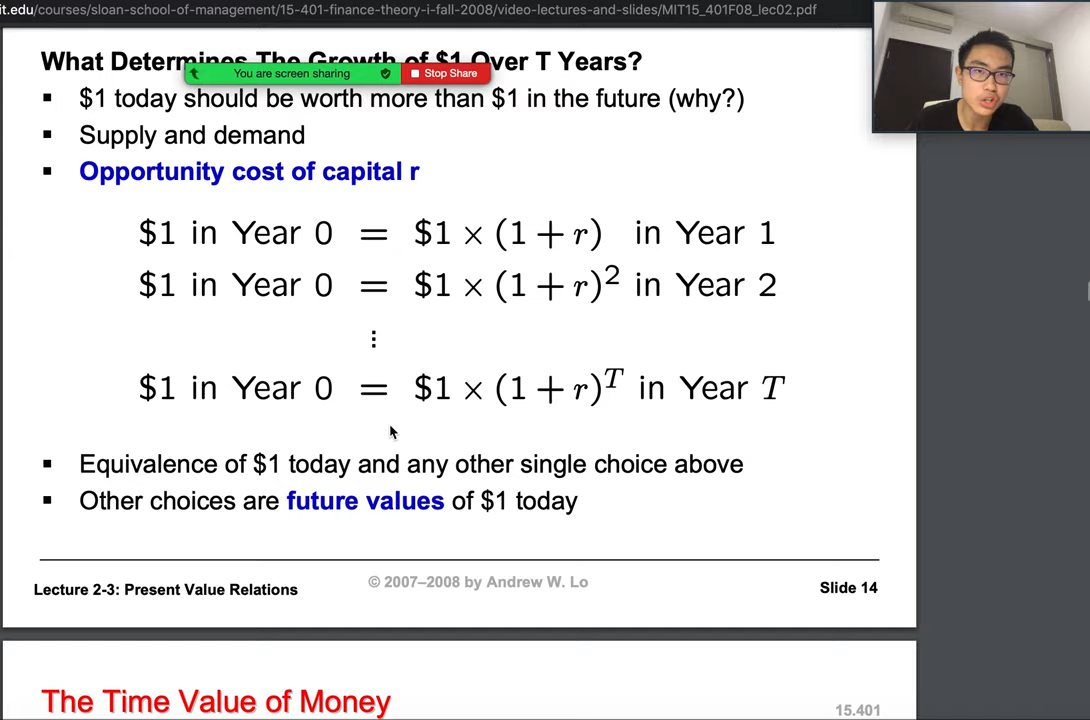 it.edu/courses/sloan-school-of-management/15-401-finance-theory-i-fall-2008/video-lectures-and-slides/MIT15_401F08_lec02.pdf
What Determines The Growth of $1 Over T Years?
You are screen sharing Stop Share
▪ $1 today should be worth more than $1 in the future (why?)
▪ Supply and demand
▪ Opportunity cost of capital r
$1 in Year 0 = $1 × (1 + r) in Year 1
$1 in Year 0 = $1 × (1 + r)² in Year 2
⋮
$1 in Year 0 = $1 × (1 + r)^T in Year T
▪ Equivalence of $1 today and any other single choice above
▪ Other choices are future values of $1 today
Lecture 2-3: Present Value Relations © 2007–2008 by Andrew W. Lo Slide 14
The Time Value of Money 15.401